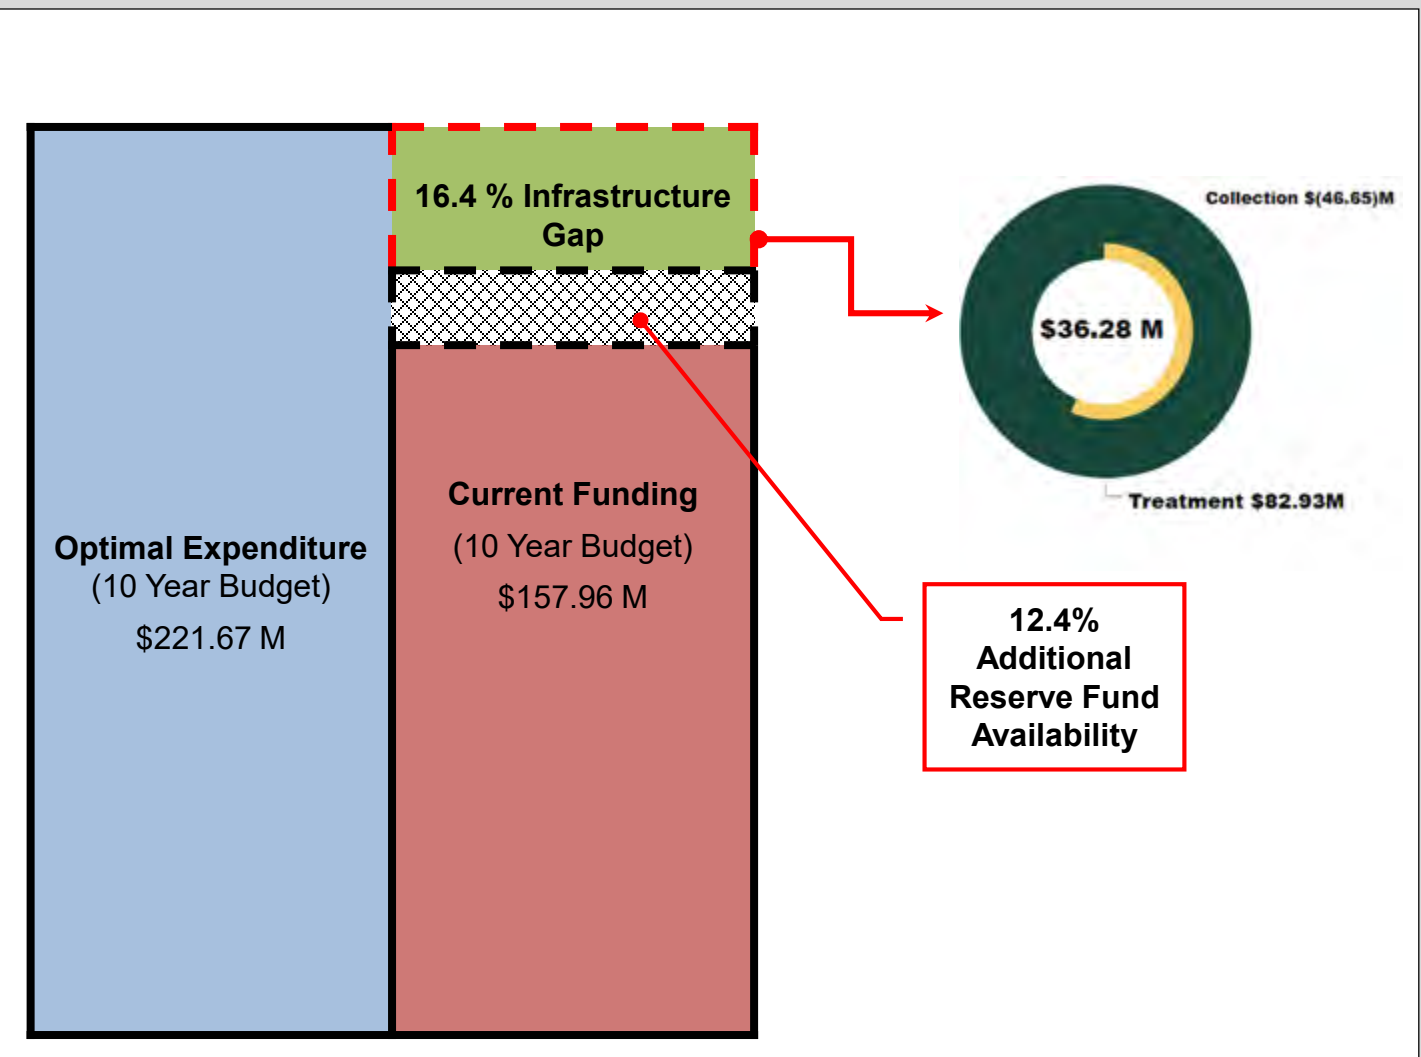 16.4 % Infrastructure
Gap
Optimal Expenditure
(10 Year Budget)
$221.67 M
Current Funding
(10 Year Budget)
$157.96 M
Collection $(46.65)M
$36.28 M
Treatment $82.93M
12.4%
Additional
Reserve Fund
Availability